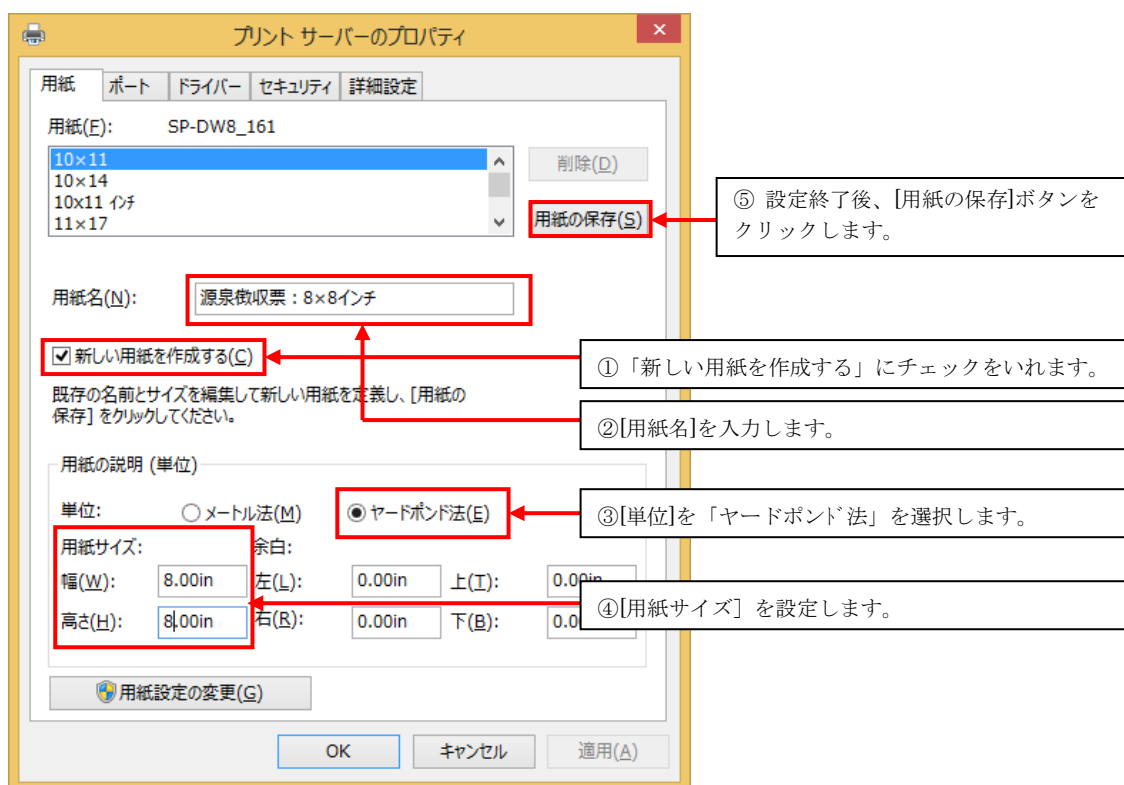 プリント サーバーのプロパティ
用紙 ポート ドライバー セキュリティ 詳細設定
用紙(F): SP-DW8_161
10×11
10×14
10x11 インチ
11×17
削除(D)
用紙の保存(S)
⑤ 設定終了後、[用紙の保存]ボタンを
クリックします。
用紙名(N): 源泉徴収票：8×8インチ
新しい用紙を作成する(C)
①「新しい用紙を作成する」にチェックをいれます。
既存の名前とサイズを編集して新しい用紙を定義し、[用紙の
保存] をクリックしてください。
②[用紙名]を入力します。
用紙の説明 (単位)
単位: メートル法(M) ヤードポンド法(E)
③[単位]を「ヤードポンド法」を選択します。
用紙サイズ: 余白:
幅(W): 8.00in 左(L): 0.00in 上(T): 0.00in
高さ(H): 8.00in 右(R): 0.00in 下(B):
④[用紙サイズ］を設定します。
用紙設定の変更(G)
OK キャンセル 適用(A)